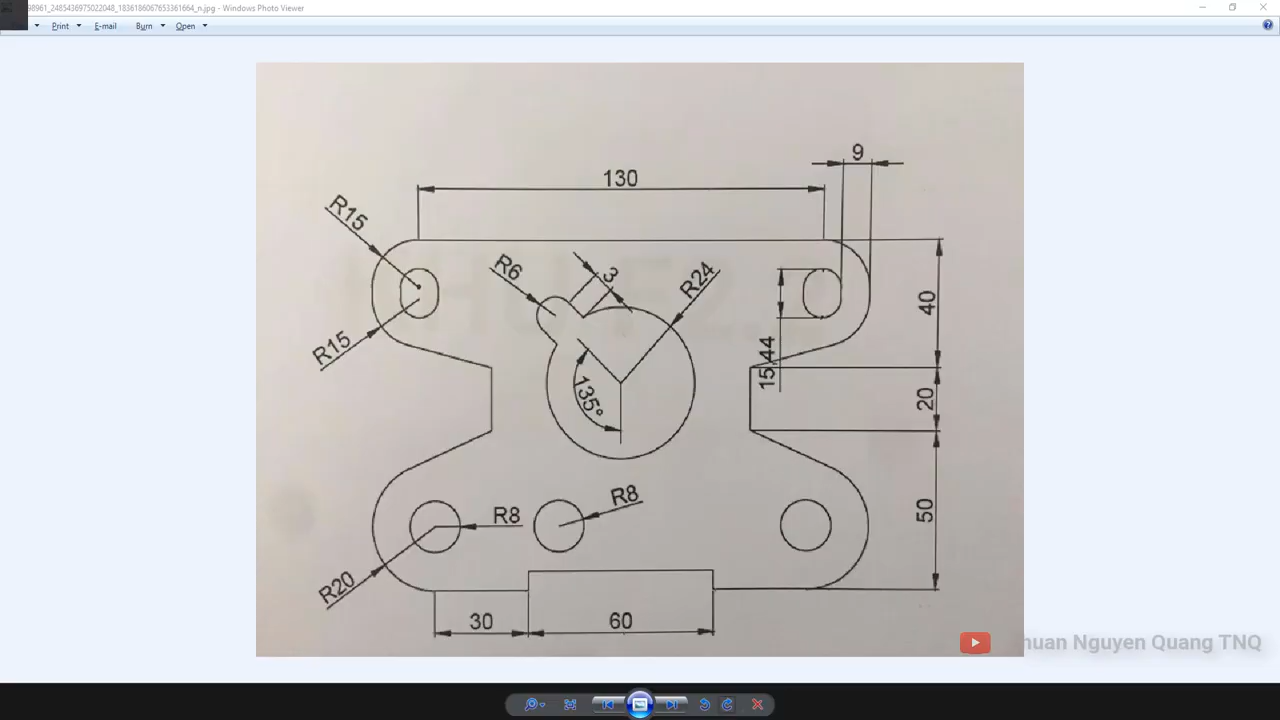 98961_2485436975022048_1836186067653361664_n.jpg - Windows Photo Viewer
Print E-mail Burn Open
9
130
R15
R6
3
R24
40
R15
15,44
135°
20
R8
R8
50
R20
30
60
huan Nguyen Quang TNQ